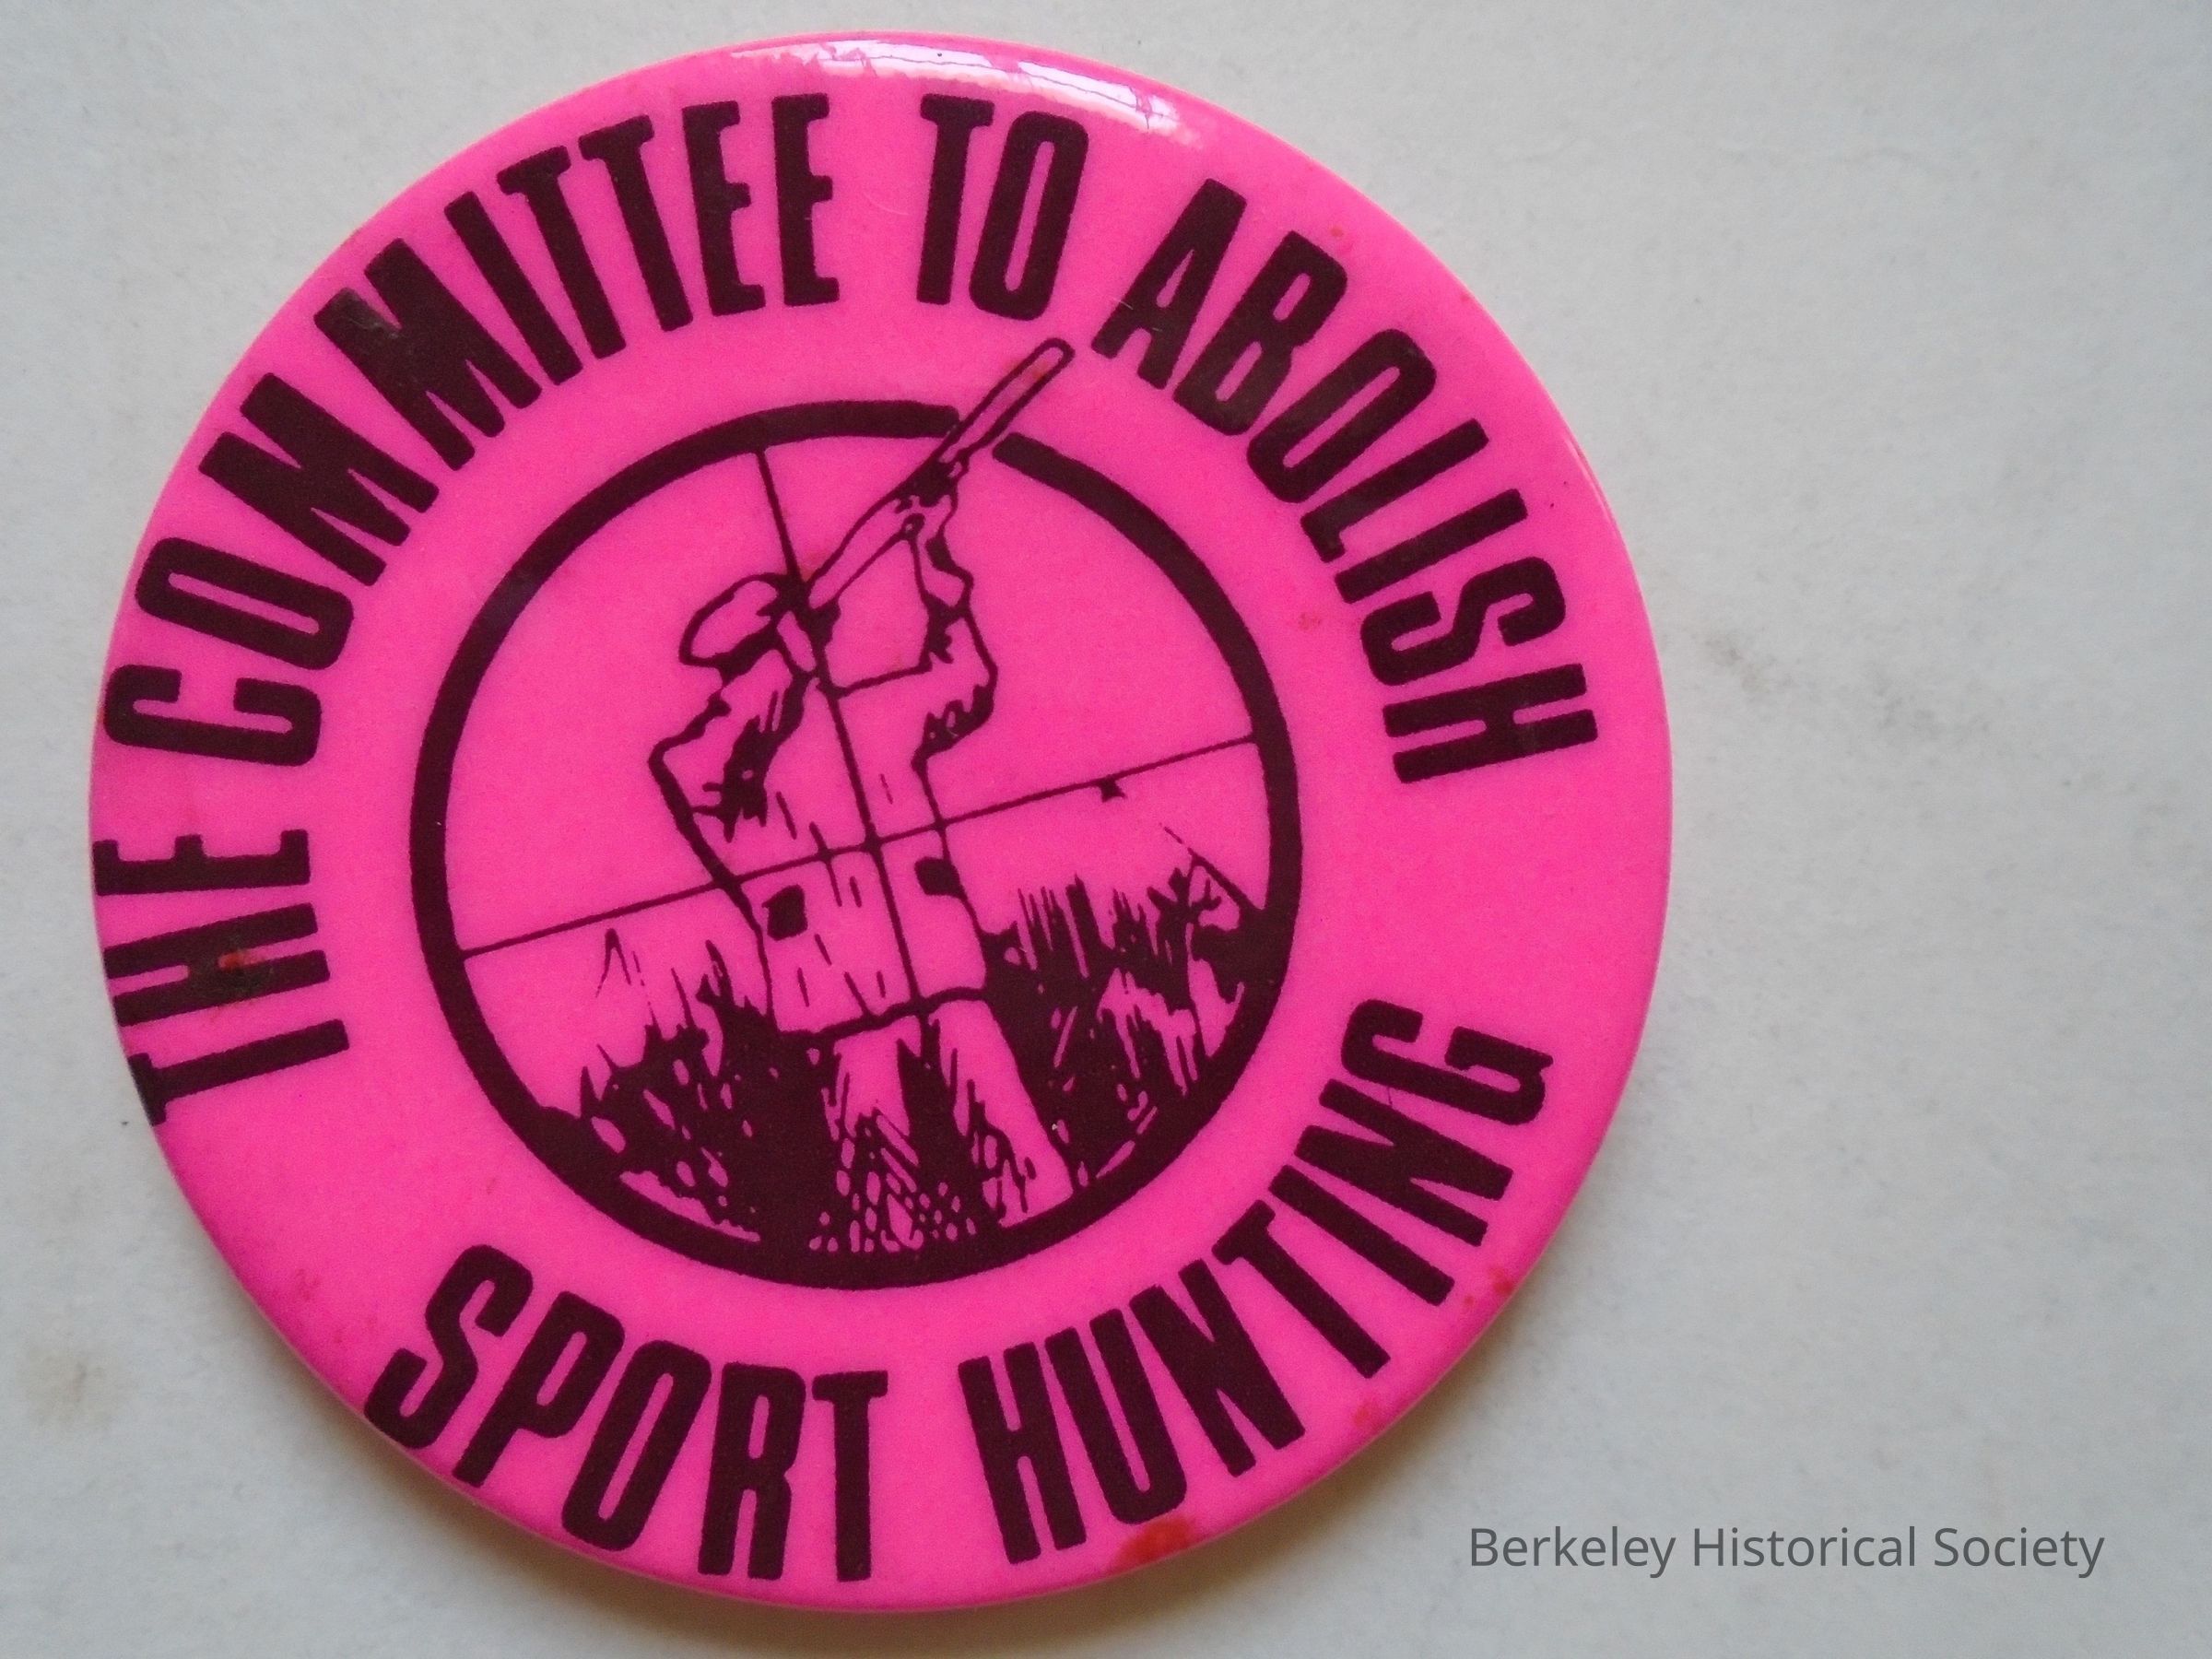 THE COMMITTEE TO ABOLISH
SPORT HUNTING
Berkeley Historical Society